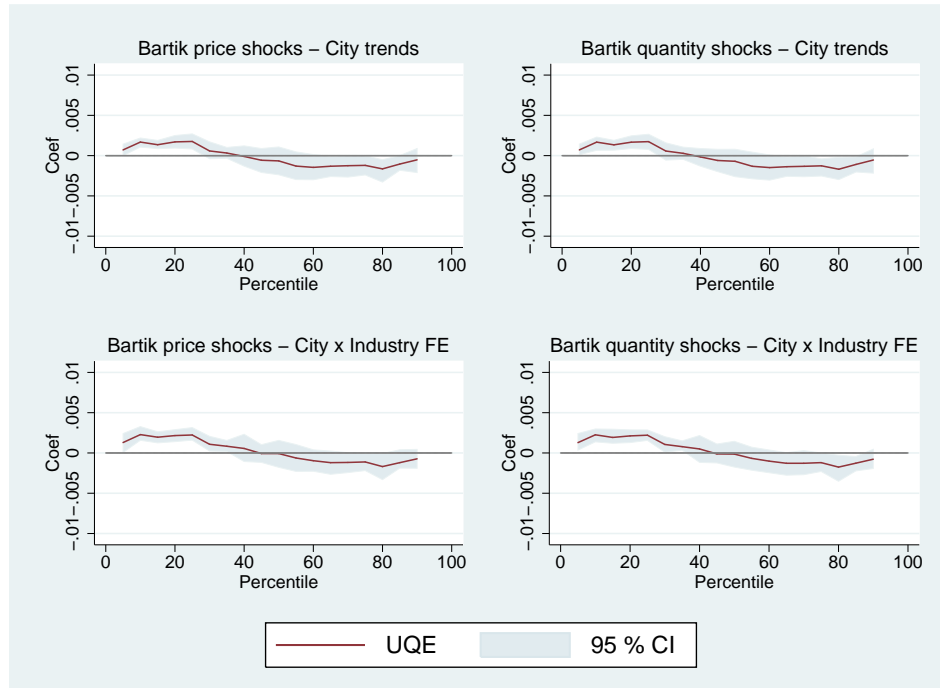 Bartik price shocks – City trends
.01
.005
0
−.005
−.01
Coef
0 20 40 60 80 100
Percentile
Bartik quantity shocks – City trends
.01
.005
0
−.005
−.01
Coef
0 20 40 60 80 100
Percentile
Bartik price shocks – City x Industry FE
.01
.005
0
−.005
−.01
Coef
0 20 40 60 80 100
Percentile
Bartik quantity shocks – City x Industry FE
.01
.005
0
−.005
−.01
Coef
0 20 40 60 80 100
Percentile
UQE 95 % CI